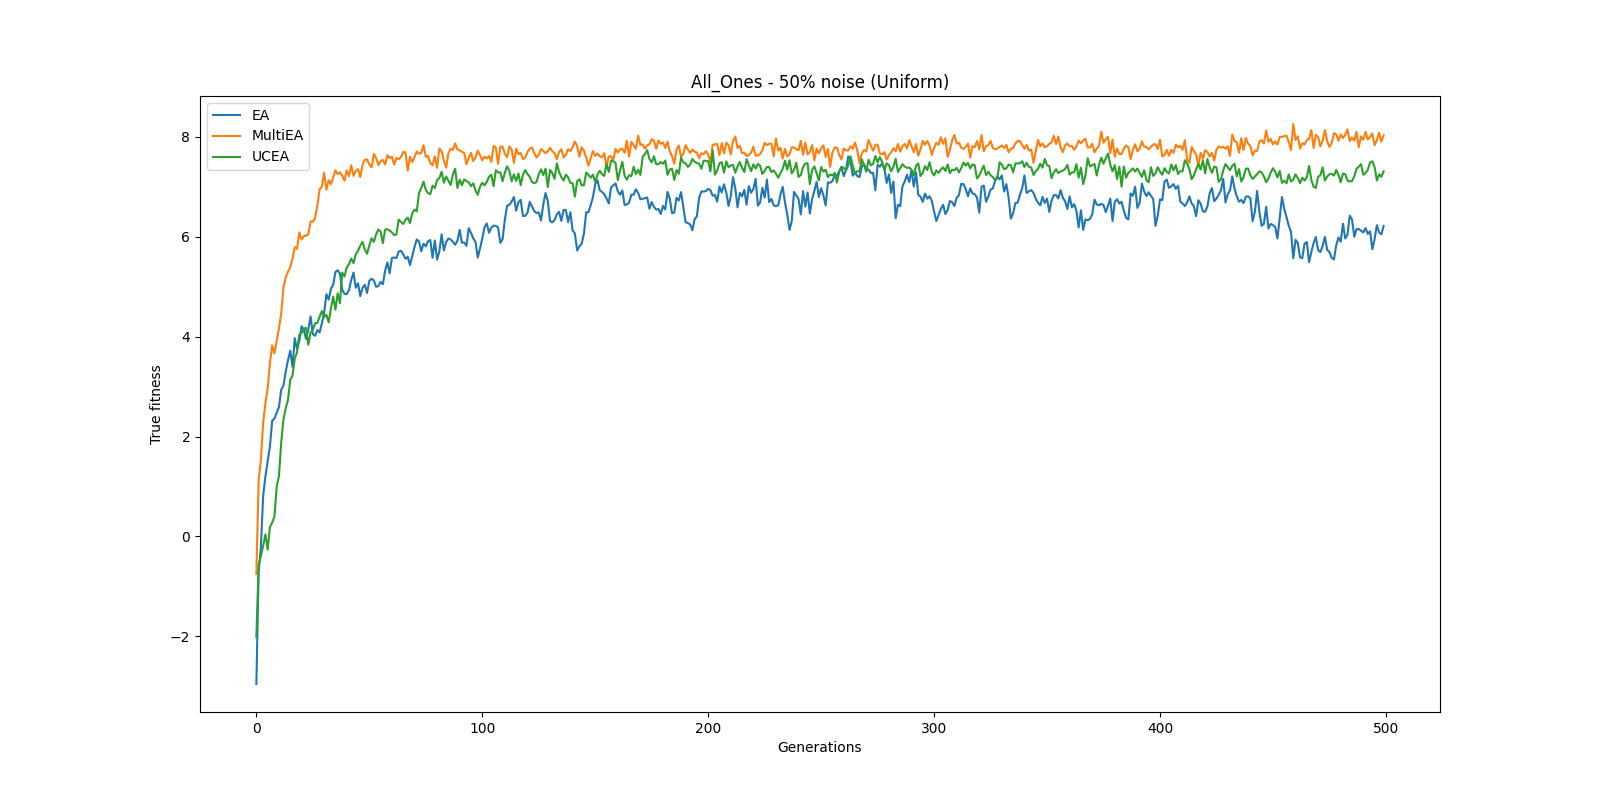 All_Ones - 50% noise (Uniform)
EA
MultiEA
UCEA
True fitness
8
6
4
2
0
−2
0 100 200 300 400 500
Generations